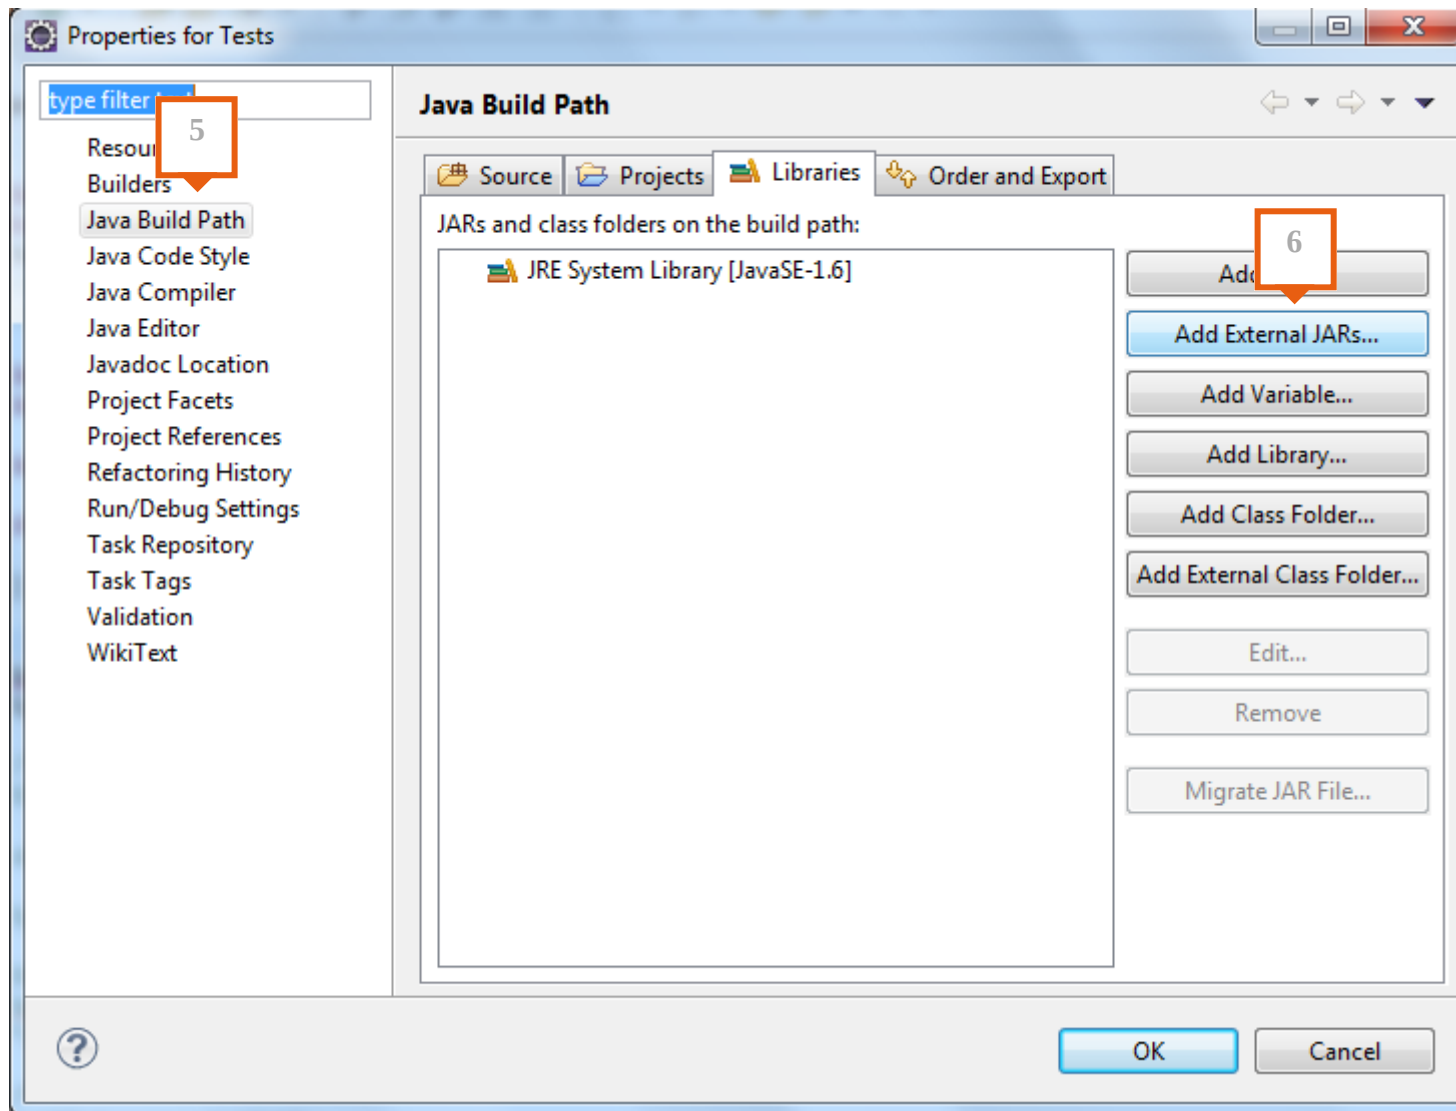 Properties for Tests
type filter
5
Java Build Path
Resou
Builders
Java Build Path
Java Code Style
Java Compiler
Java Editor
Javadoc Location
Project Facets
Project References
Refactoring History
Run/Debug Settings
Task Repository
Task Tags
Validation
WikiText
Source
Projects
Libraries
Order and Export
JARs and class folders on the build path:
JRE System Library [JavaSE-1.6]
6
Add External JARs...
Add Variable...
Add Library...
Add Class Folder...
Add External Class Folder...
Edit...
Remove
Migrate JAR File...
OK
Cancel